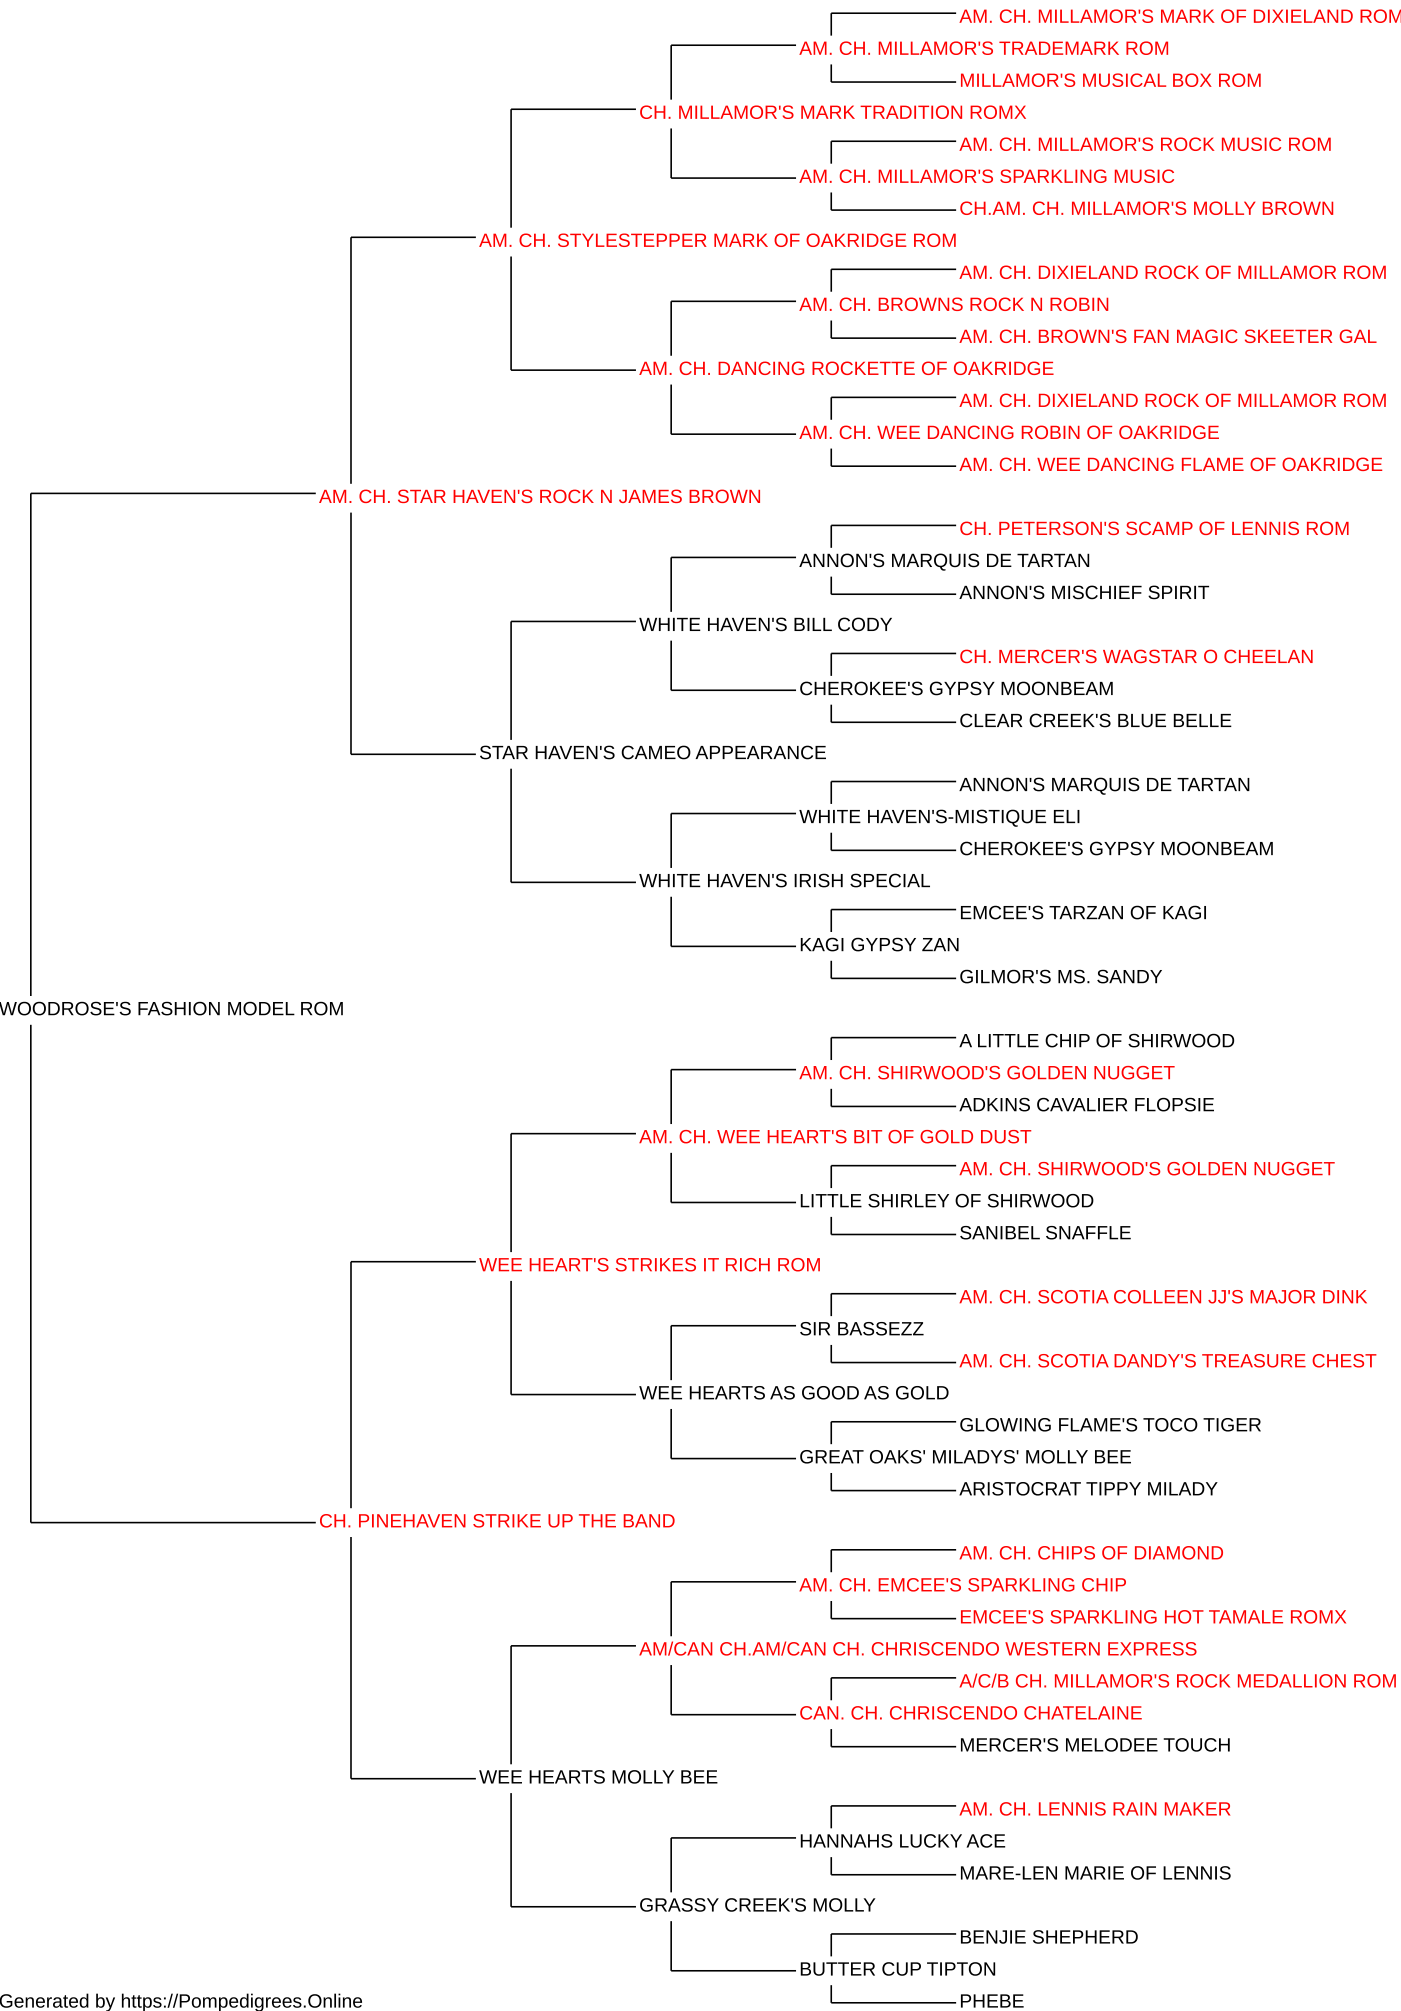 AM. CH. MILLAMOR'S MARK OF DIXIELAND ROM
AM. CH. MILLAMOR'S TRADEMARK ROM
MILLAMOR'S MUSICAL BOX ROM
CH. MILLAMOR'S MARK TRADITION ROMX
AM. CH. MILLAMOR'S ROCK MUSIC ROM
AM. CH. MILLAMOR'S SPARKLING MUSIC
CH.AM. CH. MILLAMOR'S MOLLY BROWN
AM. CH. STYLESTEPPER MARK OF OAKRIDGE ROM
AM. CH. DIXIELAND ROCK OF MILLAMOR ROM
AM. CH. BROWNS ROCK N ROBIN
AM. CH. BROWN'S FAN MAGIC SKEETER GAL
AM. CH. DANCING ROCKETTE OF OAKRIDGE
AM. CH. DIXIELAND ROCK OF MILLAMOR ROM
AM. CH. WEE DANCING ROBIN OF OAKRIDGE
AM. CH. WEE DANCING FLAME OF OAKRIDGE
AM. CH. STAR HAVEN'S ROCK N JAMES BROWN
CH. PETERSON'S SCAMP OF LENNIS ROM
ANNON'S MARQUIS DE TARTAN
ANNON'S MISCHIEF SPIRIT
WHITE HAVEN'S BILL CODY
CH. MERCER'S WAGSTAR O CHEELAN
CHEROKEE'S GYPSY MOONBEAM
CLEAR CREEK'S BLUE BELLE
STAR HAVEN'S CAMEO APPEARANCE
ANNON'S MARQUIS DE TARTAN
WHITE HAVEN'S-MISTIQUE ELI
CHEROKEE'S GYPSY MOONBEAM
WHITE HAVEN'S IRISH SPECIAL
EMCEE'S TARZAN OF KAGI
KAGI GYPSY ZAN
GILMOR'S MS. SANDY
WOODROSE'S FASHION MODEL ROM
A LITTLE CHIP OF SHIRWOOD
AM. CH. SHIRWOOD'S GOLDEN NUGGET
ADKINS CAVALIER FLOPSIE
AM. CH. WEE HEART'S BIT OF GOLD DUST
AM. CH. SHIRWOOD'S GOLDEN NUGGET
LITTLE SHIRLEY OF SHIRWOOD
SANIBEL SNAFFLE
WEE HEART'S STRIKES IT RICH ROM
AM. CH. SCOTIA COLLEEN JJ'S MAJOR DINK
SIR BASSEZZ
AM. CH. SCOTIA DANDY'S TREASURE CHEST
WEE HEARTS AS GOOD AS GOLD
GLOWING FLAME'S TOCO TIGER
GREAT OAKS' MILADYS' MOLLY BEE
ARISTOCRAT TIPPY MILADY
CH. PINEHAVEN STRIKE UP THE BAND
AM. CH. CHIPS OF DIAMOND
AM. CH. EMCEE'S SPARKLING CHIP
EMCEE'S SPARKLING HOT TAMALE ROMX
AM/CAN CH.AM/CAN CH. CHRISCENDO WESTERN EXPRESS
A/C/B CH. MILLAMOR'S ROCK MEDALLION ROM
CAN. CH. CHRISCENDO CHATELAINE
MERCER'S MELODEE TOUCH
WEE HEARTS MOLLY BEE
AM. CH. LENNIS RAIN MAKER
HANNAHS LUCKY ACE
MARE-LEN MARIE OF LENNIS
GRASSY CREEK'S MOLLY
BENJIE SHEPHERD
BUTTER CUP TIPTON
PHEBE
Generated by https://Pompedigrees.Online